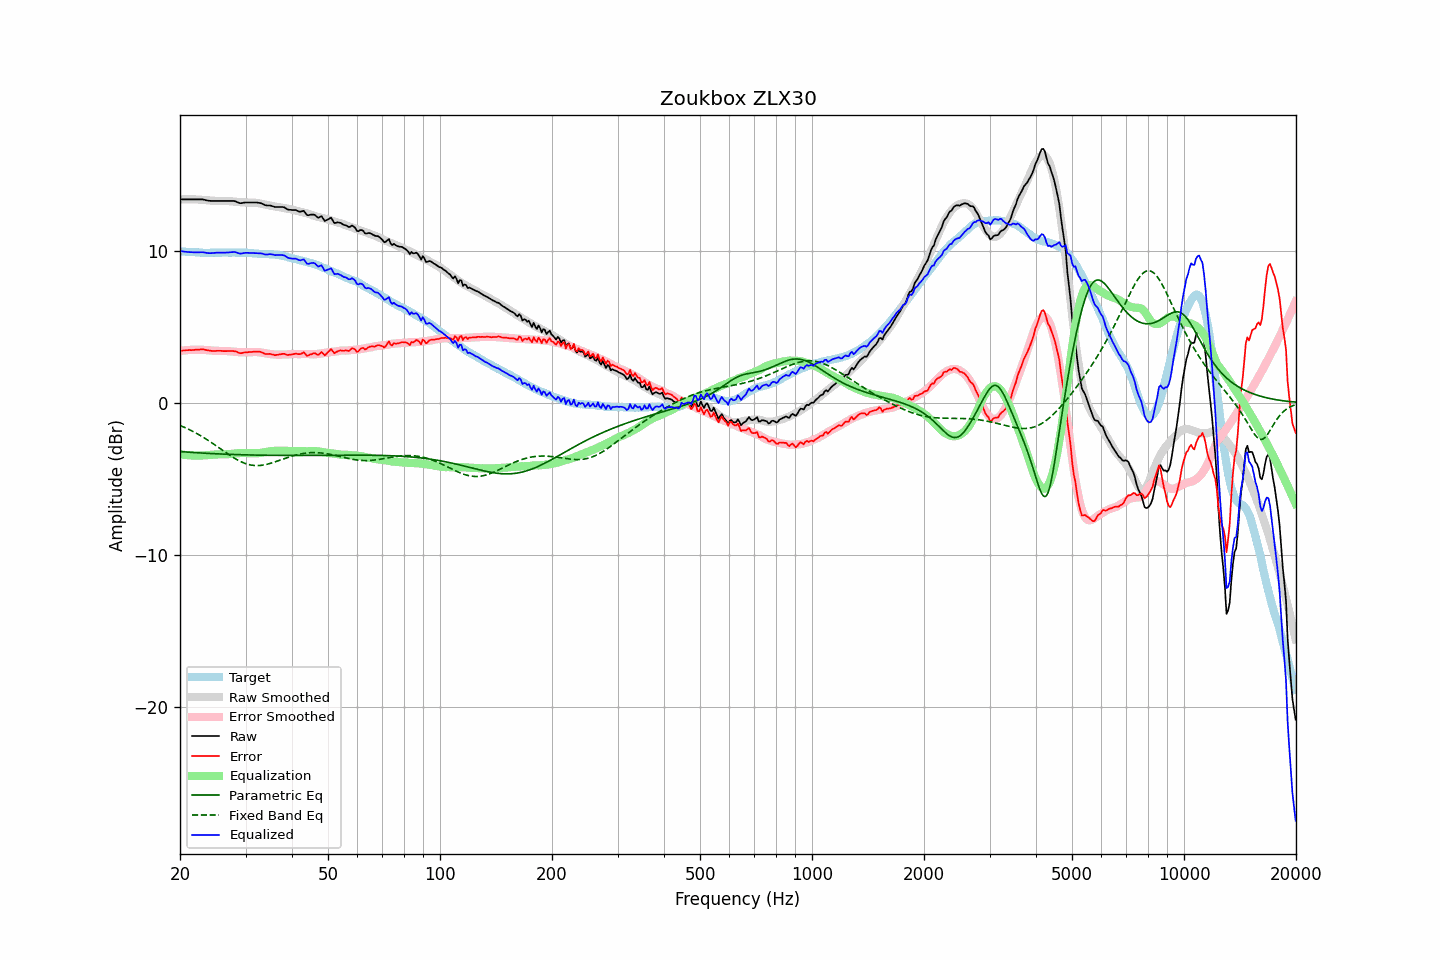 Zoukbox ZLX30
Amplitude (dBr)
10
0
−10
−20
Target
Raw Smoothed
Error Smoothed
Raw
Error
Equalization
Parametric Eq
Fixed Band Eq
Equalized
20 50 100 200 500 1000 2000 5000 10000 20000
Frequency (Hz)